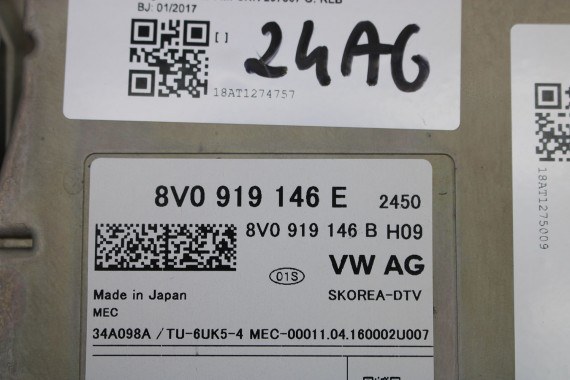 BJ: 01/2017
[ ]
24AG
18AT1274757
18AT1275009
8V0 919 146 E 2450
8V0 919 146 B H09
01S
VW AG
Made in Japan
SKOREA-DTV
MEC
34A098A / TU-6UK5-4 MEC-00011.04.160002U007